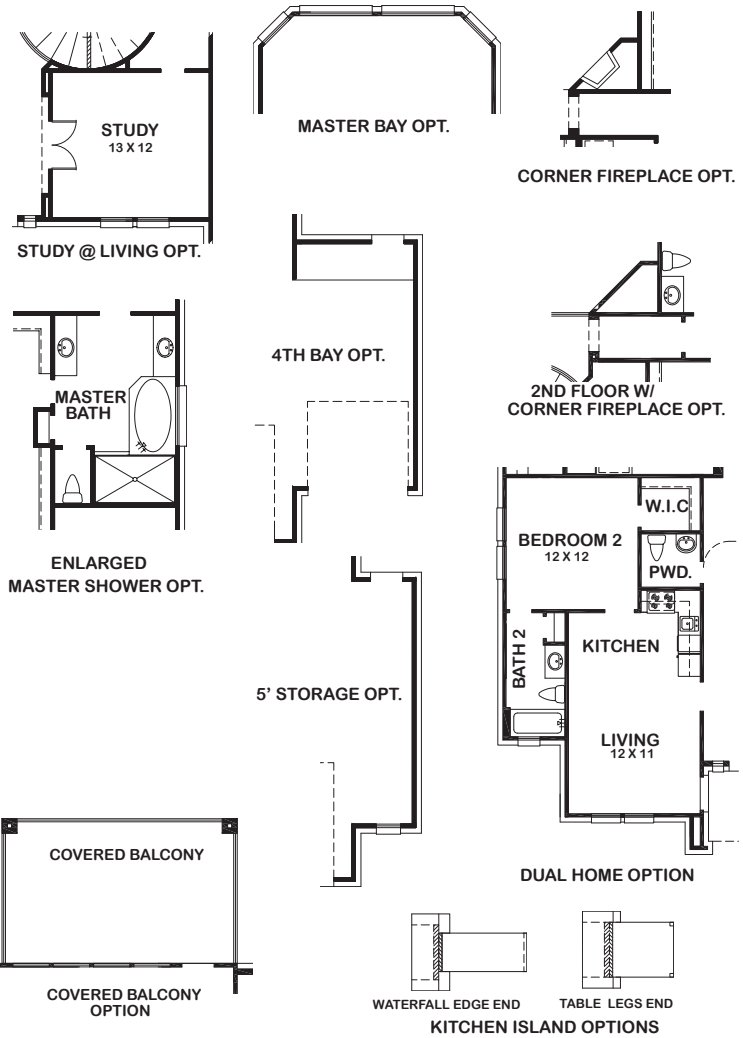 STUDY
13 X 12
STUDY @ LIVING OPT.
MASTER BAY OPT.
CORNER FIREPLACE OPT.
4TH BAY OPT.
2ND FLOOR W/
CORNER FIREPLACE OPT.
MASTER
BATH
ENLARGED
MASTER SHOWER OPT.
5’ STORAGE OPT.
W.I.C
BEDROOM 2
12 X 12
PWD.
KITCHEN
BATH 2
LIVING
12 X 11
DUAL HOME OPTION
COVERED BALCONY
COVERED BALCONY
OPTION
WATERFALL EDGE END
TABLE LEGS END
KITCHEN ISLAND OPTIONS